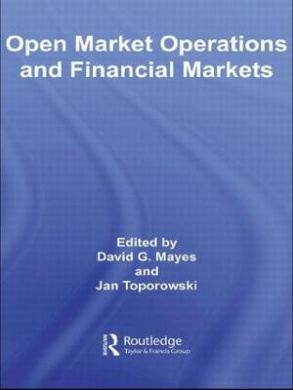 Open Market Operations
and Financial Markets
Edited by
David G. Mayes
and
Jan Toporowski
Routledge
Taylor & Francis Group